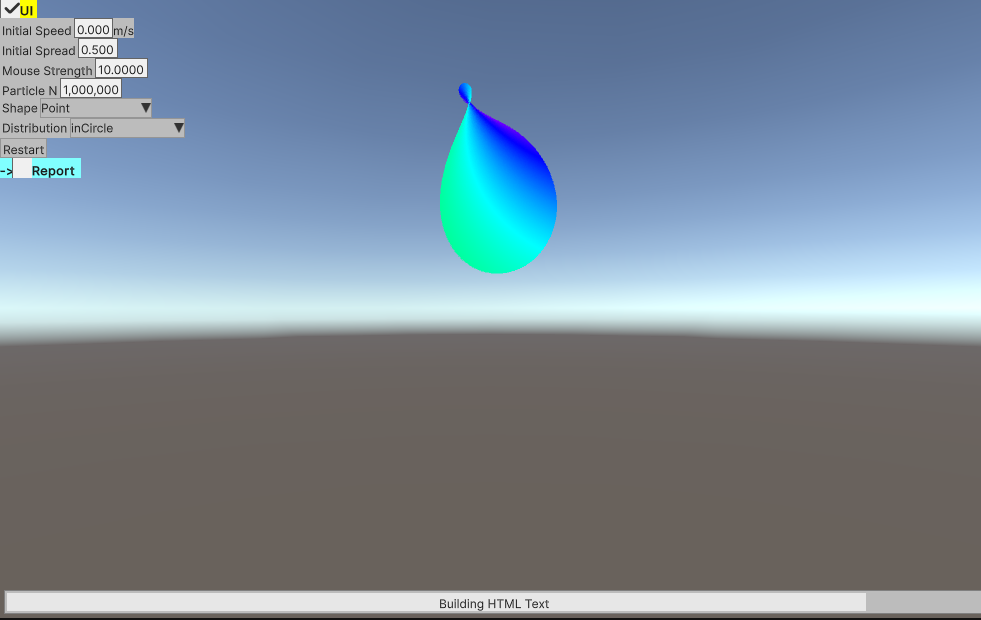 UI
Initial Speed 0.000 m/s
Initial Spread 0.500
Mouse Strength 10.0000
Particle N 1,000,000
Shape Point
Distribution inCircle
Restart
-> Report
Building HTML Text